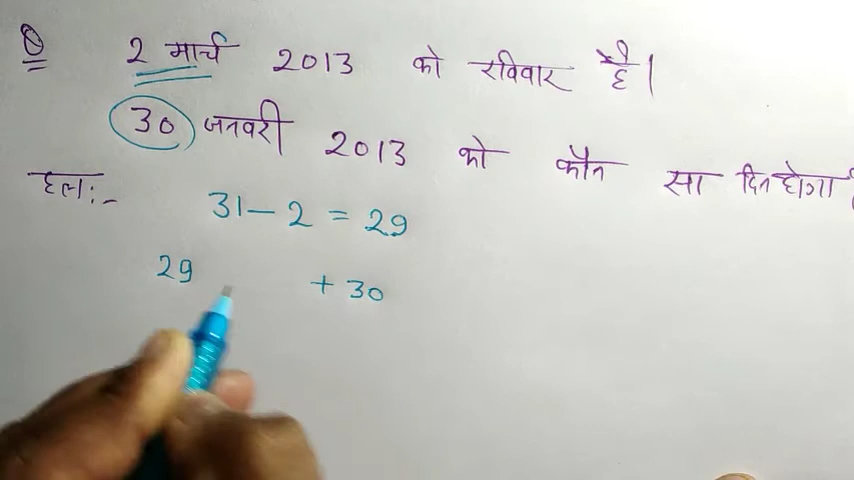 Q 2 मार्च 2013 को रविवार है।
30 जनवरी 2013 को कौन सा दिन होगा।
हलः-
31 - 2 = 29
29 + 30